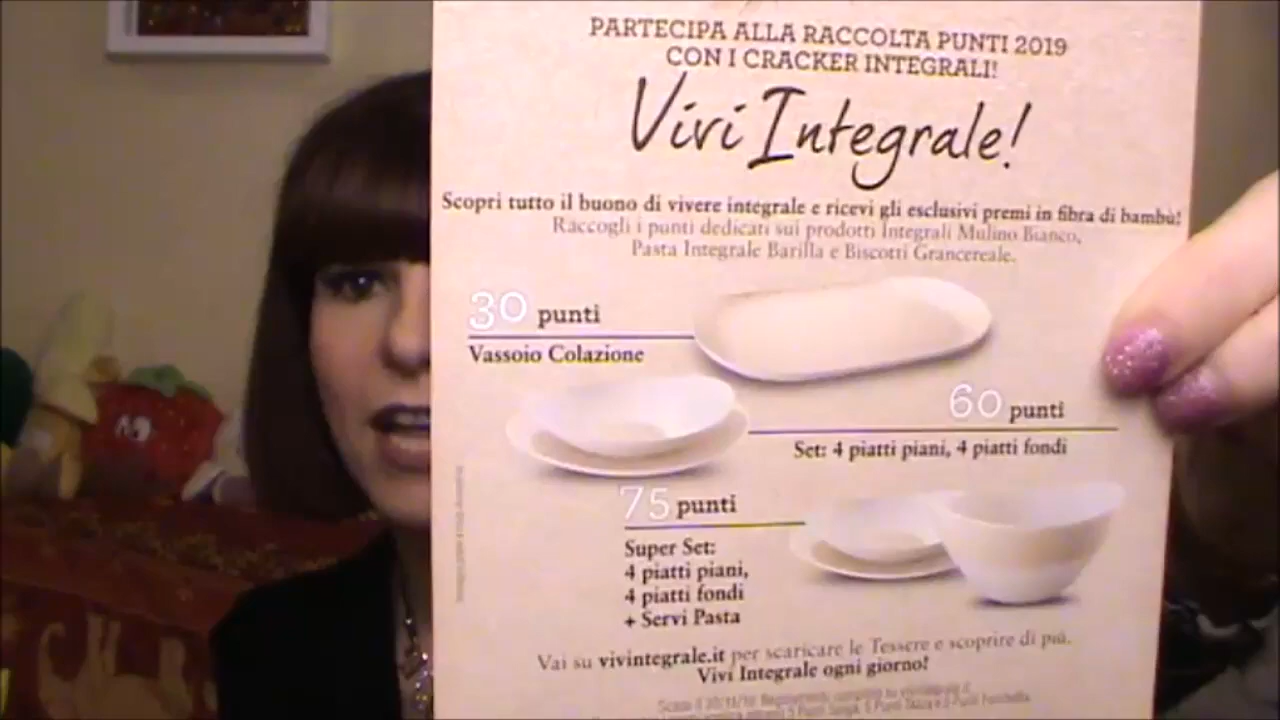 PARTECIPA ALLA RACCOLTA PUNTI 2019
CON I CRACKER INTEGRALI!
Vivi Integrale!
Scopri tutto il buono di vivere integrale e ricevi gli esclusivi premi in fibra di bambù!
Raccogli i punti dedicati sui prodotti Integrali Mulino Bianco,
Pasta Integrale Barilla e Biscotti Grancereale.
30 punti
Vassoio Colazione
60 punti
Set: 4 piatti piani, 4 piatti fondi
75 punti
Super Set:
4 piatti piani,
4 piatti fondi
+ Servi Pasta
Vai su vivintegrale.it per scaricare le Tessere e scoprire di più.
Vivi Integrale ogni giorno!